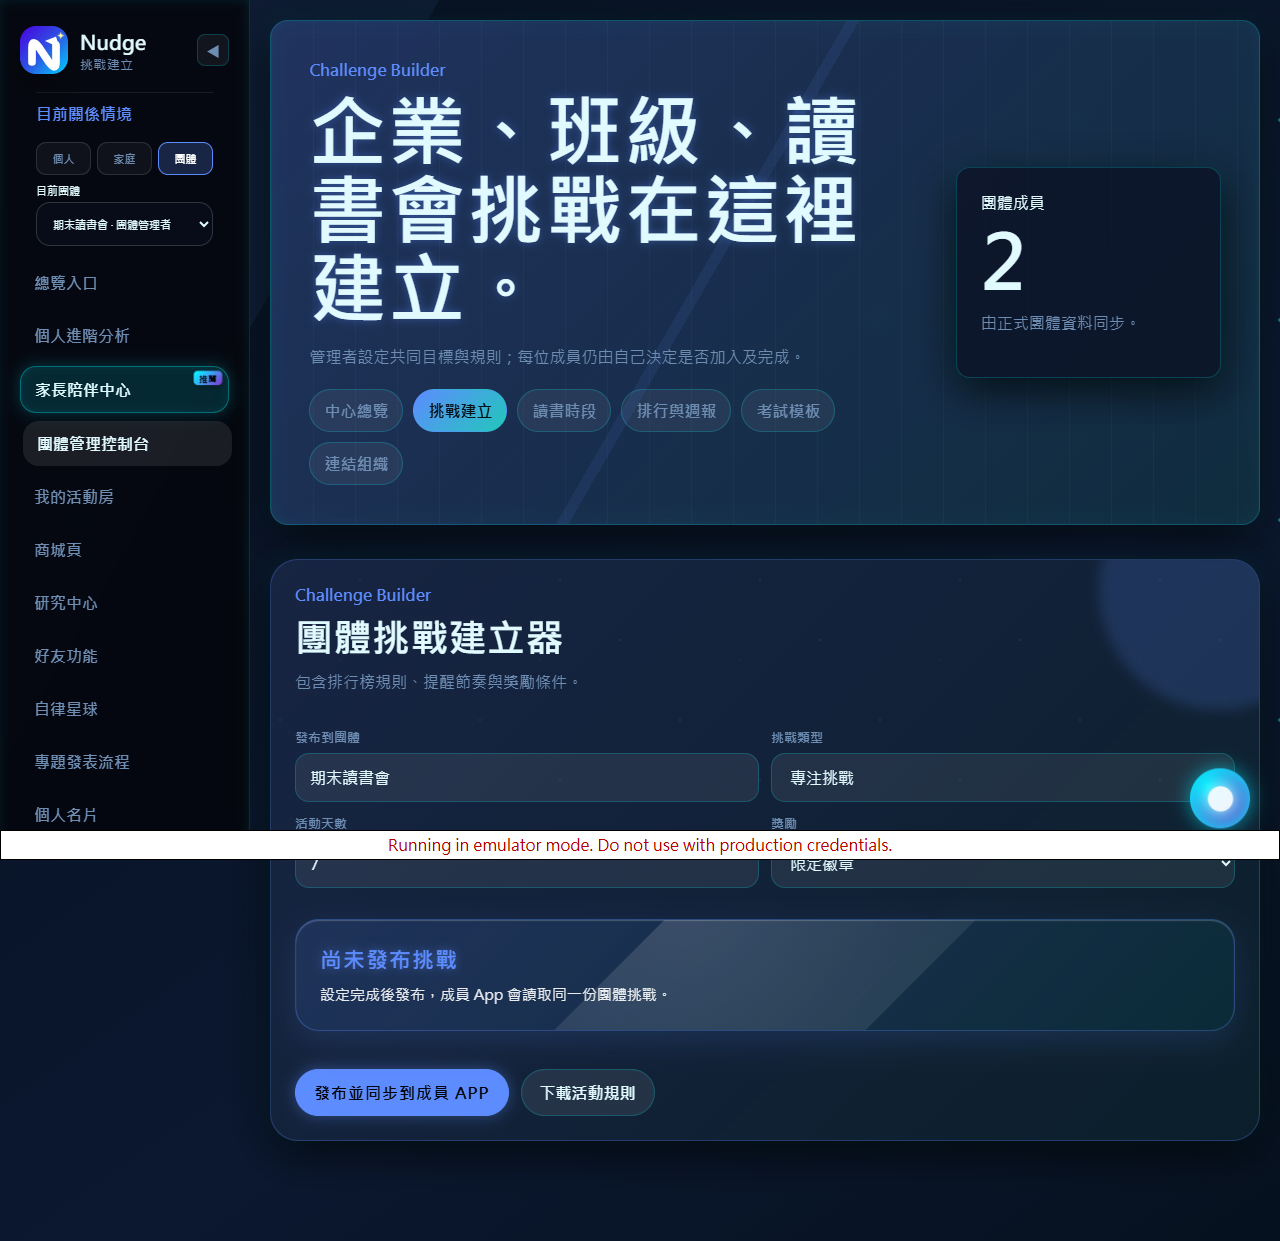 Nudge
挑戰建立
◀
目前關係情境
個人 家庭 團體
目前團體
期末讀書會 · 團體管理者
總覽入口
個人進階分析
推薦
家長陪伴中心
團體管理控制台
我的活動房
商城頁
研究中心
好友功能
自律星球
專題發表流程
個人名片
Challenge Builder
企業、班級、讀
書會挑戰在這裡
建立。
管理者設定共同目標與規則；每位成員仍由自己決定是否加入及完成。
中心總覽 挑戰建立 讀書時段 排行與週報 考試模板
連結組織
團體成員
2
由正式團體資料同步。
Challenge Builder
團體挑戰建立器
包含排行榜規則、提醒節奏與獎勵條件。
發布到團體 挑戰類型
期末讀書會 專注挑戰
活動天數 獎勵
Running in emulator mode. Do not use with production credentials.
7 限定徽章
尚未發布挑戰
設定完成後發布，成員 App 會讀取同一份團體挑戰。
發布並同步到成員 APP 下載活動規則